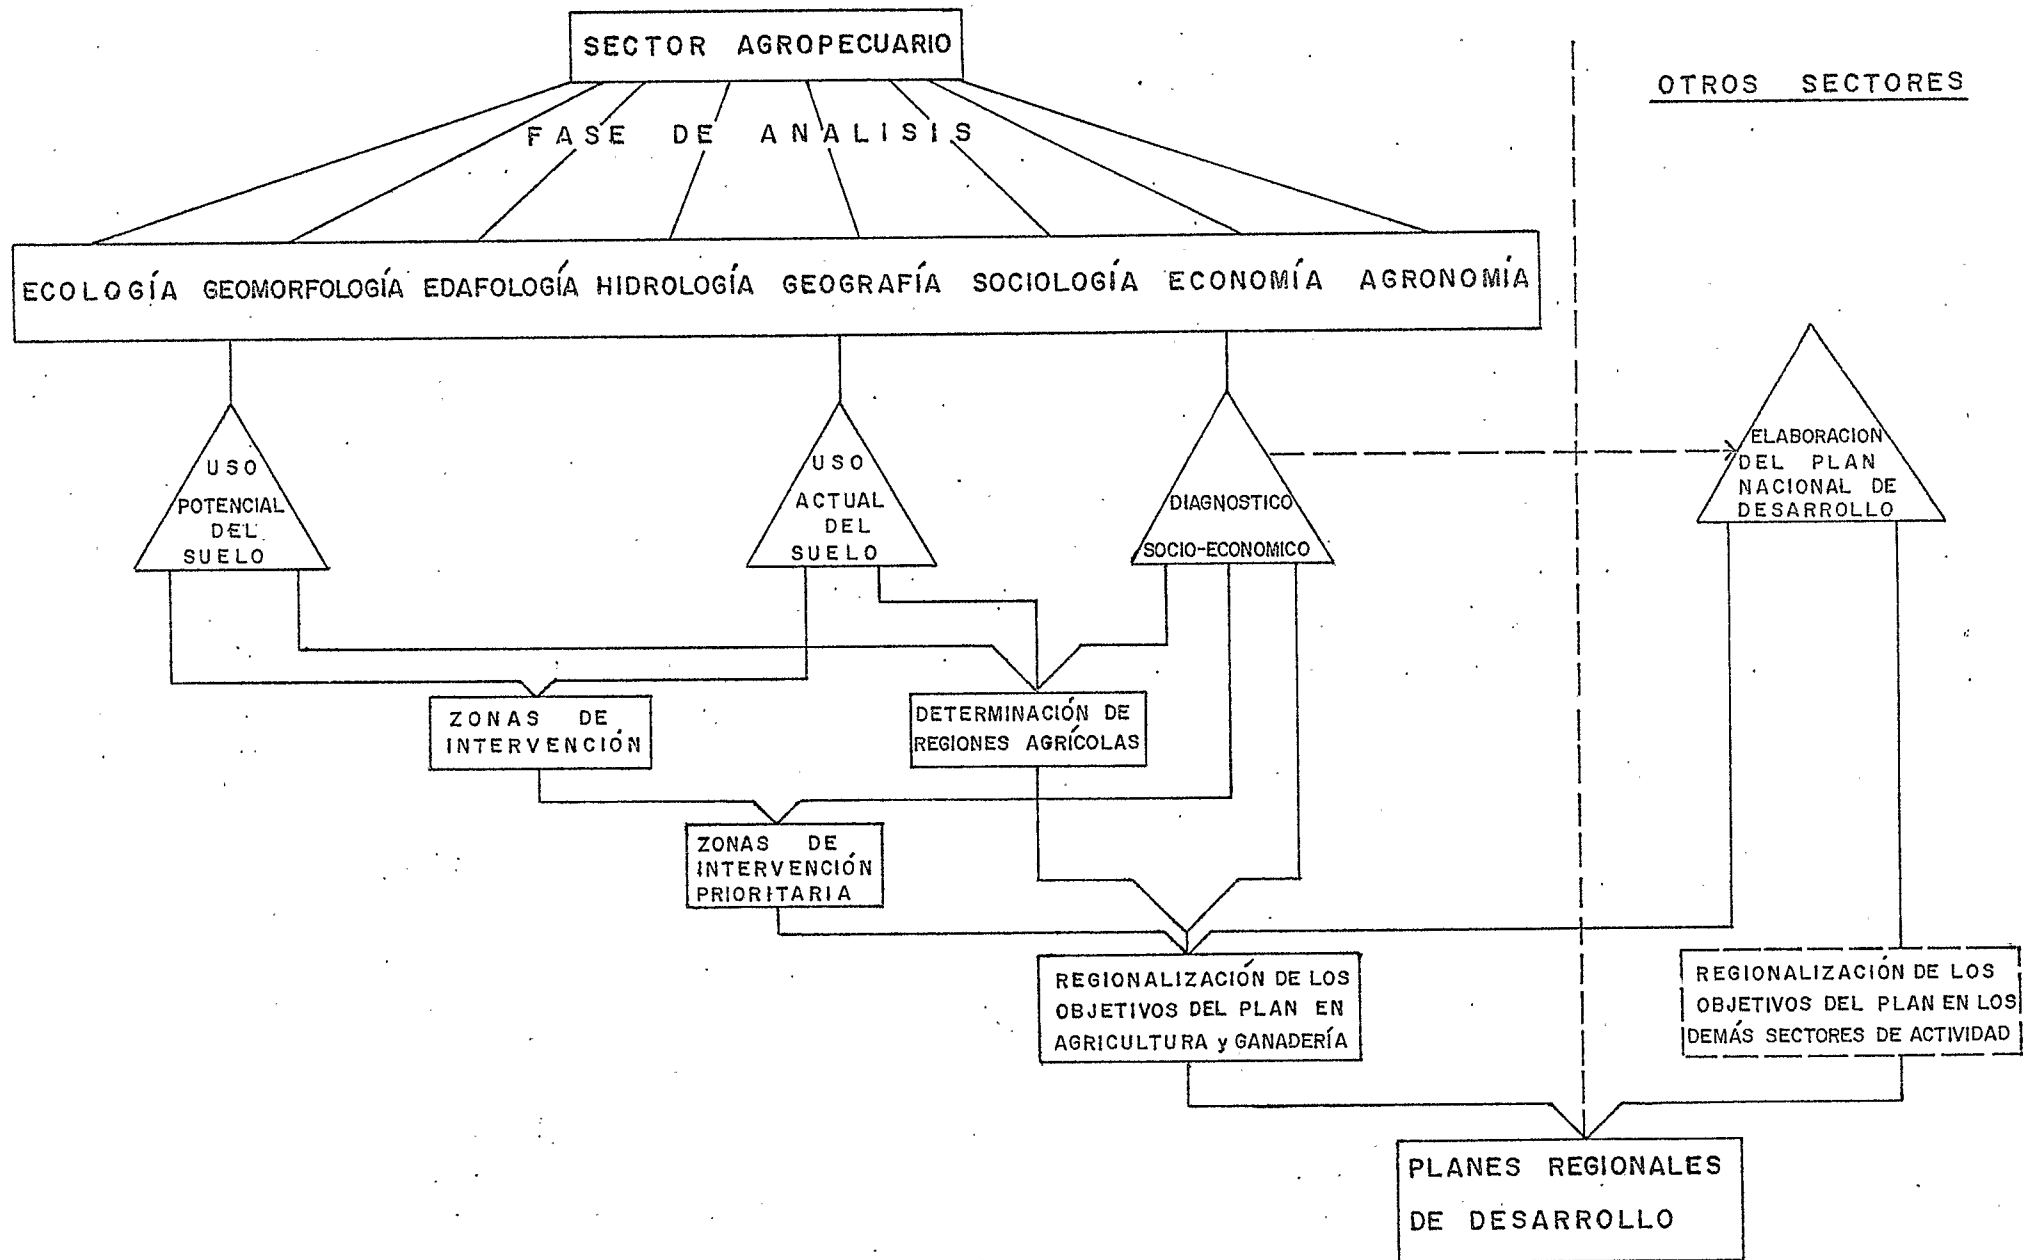 SECTOR AGROPECUARIO
OTROS SECTORES
FASE DE ANALISIS
ECOLOGÍA GEOMORFOLOGÍA EDAFOLOGÍA HIDROLOGÍA GEOGRAFÍA SOCIOLOGÍA ECONOMÍA AGRONOMÍA
USO
POTENCIAL
DEL
SUELO
USO
ACTUAL
DEL
SUELO
DIAGNOSTICO
SOCIO-ECONOMICO
ELABORACION
DEL PLAN
NACIONAL DE
DESARROLLO
ZONAS DE
INTERVENCIÓN
DETERMINACIÓN DE
REGIONES AGRÍCOLAS
ZONAS DE
INTERVENCIÓN
PRIORITARIA
REGIONALIZACIÓN DE LOS
OBJETIVOS DEL PLAN EN
AGRICULTURA y GANADERÍA
REGIONALIZACIÓN DE LOS
OBJETIVOS DEL PLAN EN LOS
DEMÁS SECTORES DE ACTIVIDAD
PLANES REGIONALES
DE DESARROLLO